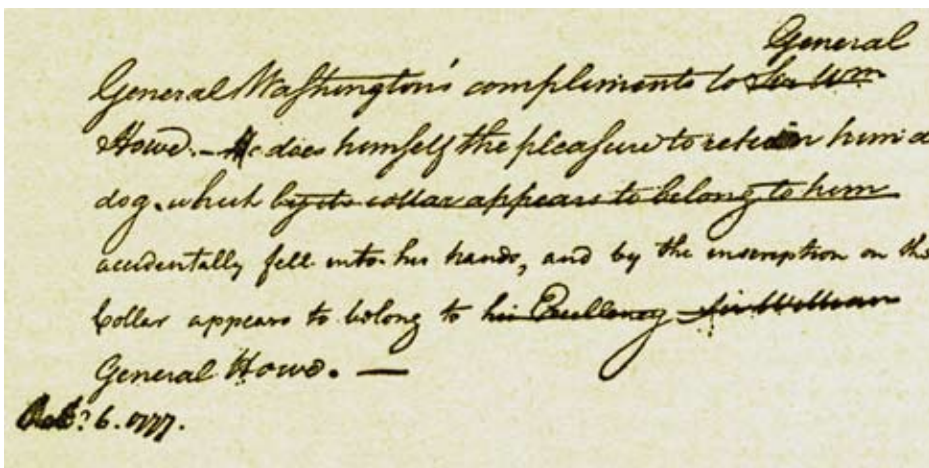 General
General Washington's compliments to Sir Wm
Howe. – He does himself the pleasure to return him a
dog, which by its collar appears to belong to him
accidentally fell into his hands, and by the inscription on the
Collar appears to belong to his Excellency Sir William
General Howe. —
Octr. 6. 1777.